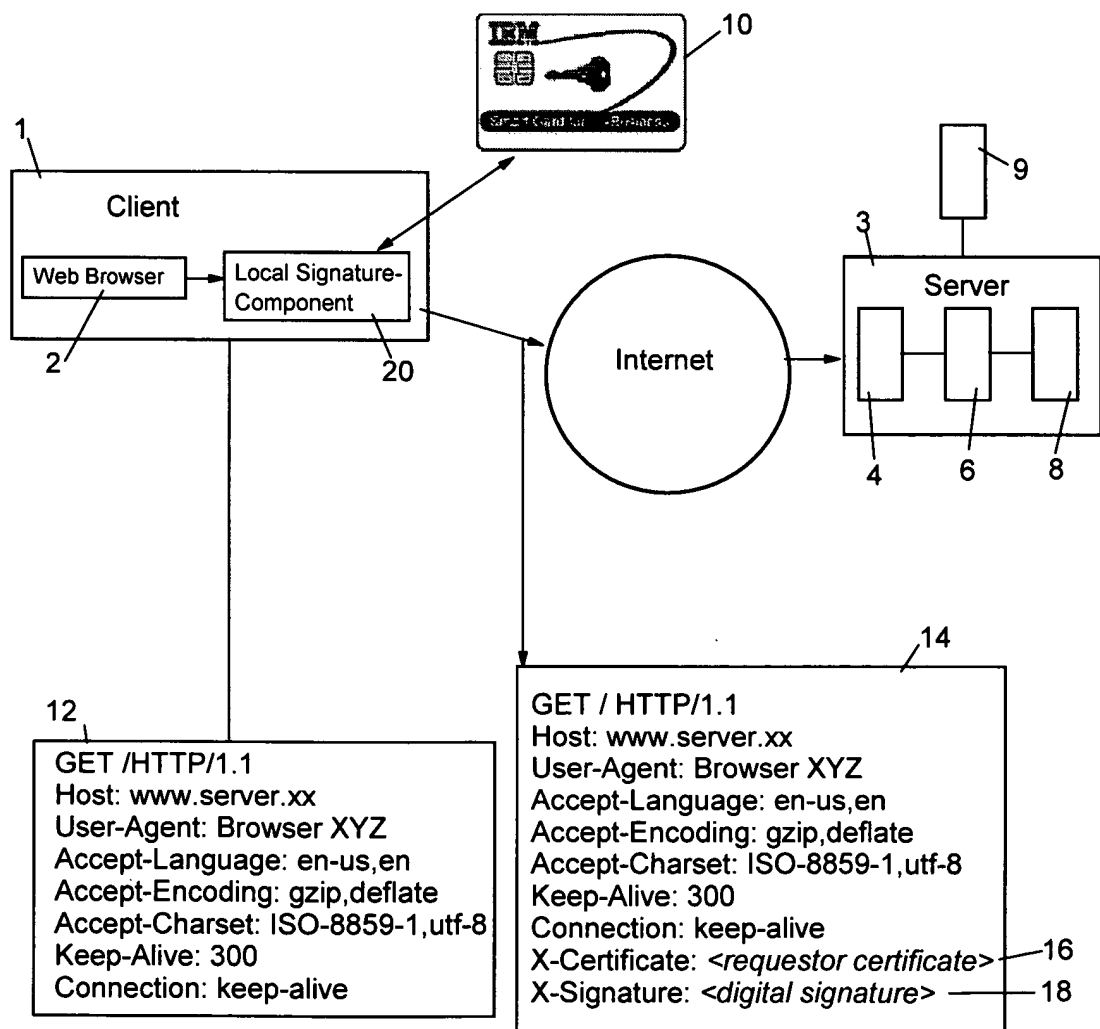 IBM
10
1
9
Client
3
Web Browser
Local Signature-
Component
Server
2
20
Internet
4
6
8
14
12
GET /HTTP/1.1
Host: www.server.xx
User-Agent: Browser XYZ
Accept-Language: en-us,en
Accept-Encoding: gzip,deflate
Accept-Charset: ISO-8859-1,utf-8
Keep-Alive: 300
Connection: keep-alive
GET / HTTP/1.1
Host: www.server.xx
User-Agent: Browser XYZ
Accept-Language: en-us,en
Accept-Encoding: gzip,deflate
Accept-Charset: ISO-8859-1,utf-8
Keep-Alive: 300
Connection: keep-alive
X-Certificate: <requestor certificate>
16
X-Signature: <digital signature>
18